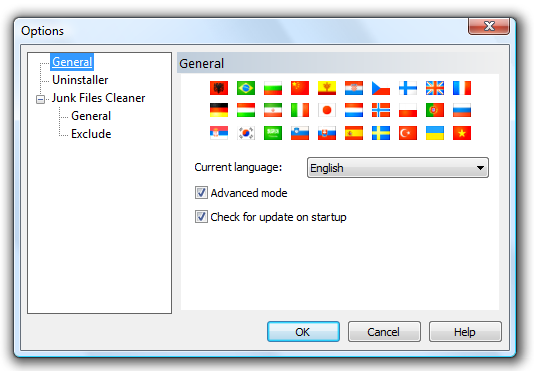 Options
General
Uninstaller
Junk Files Cleaner
General
Exclude
General
Current language:
English
Advanced mode
Check for update on startup
OK
Cancel
Help